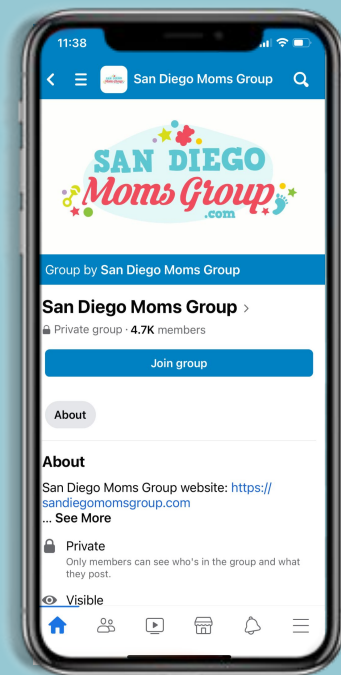 11:38
San Diego Moms Group
SAN DIEGO
Moms Group
.com
Group by San Diego Moms Group
San Diego Moms Group >
Private group · 4.7K members
Join group
About
About
San Diego Moms Group website: https://
sandiegomomsgroup.com
... See More
Private
Only members can see who's in the group and what
they post.
Visible